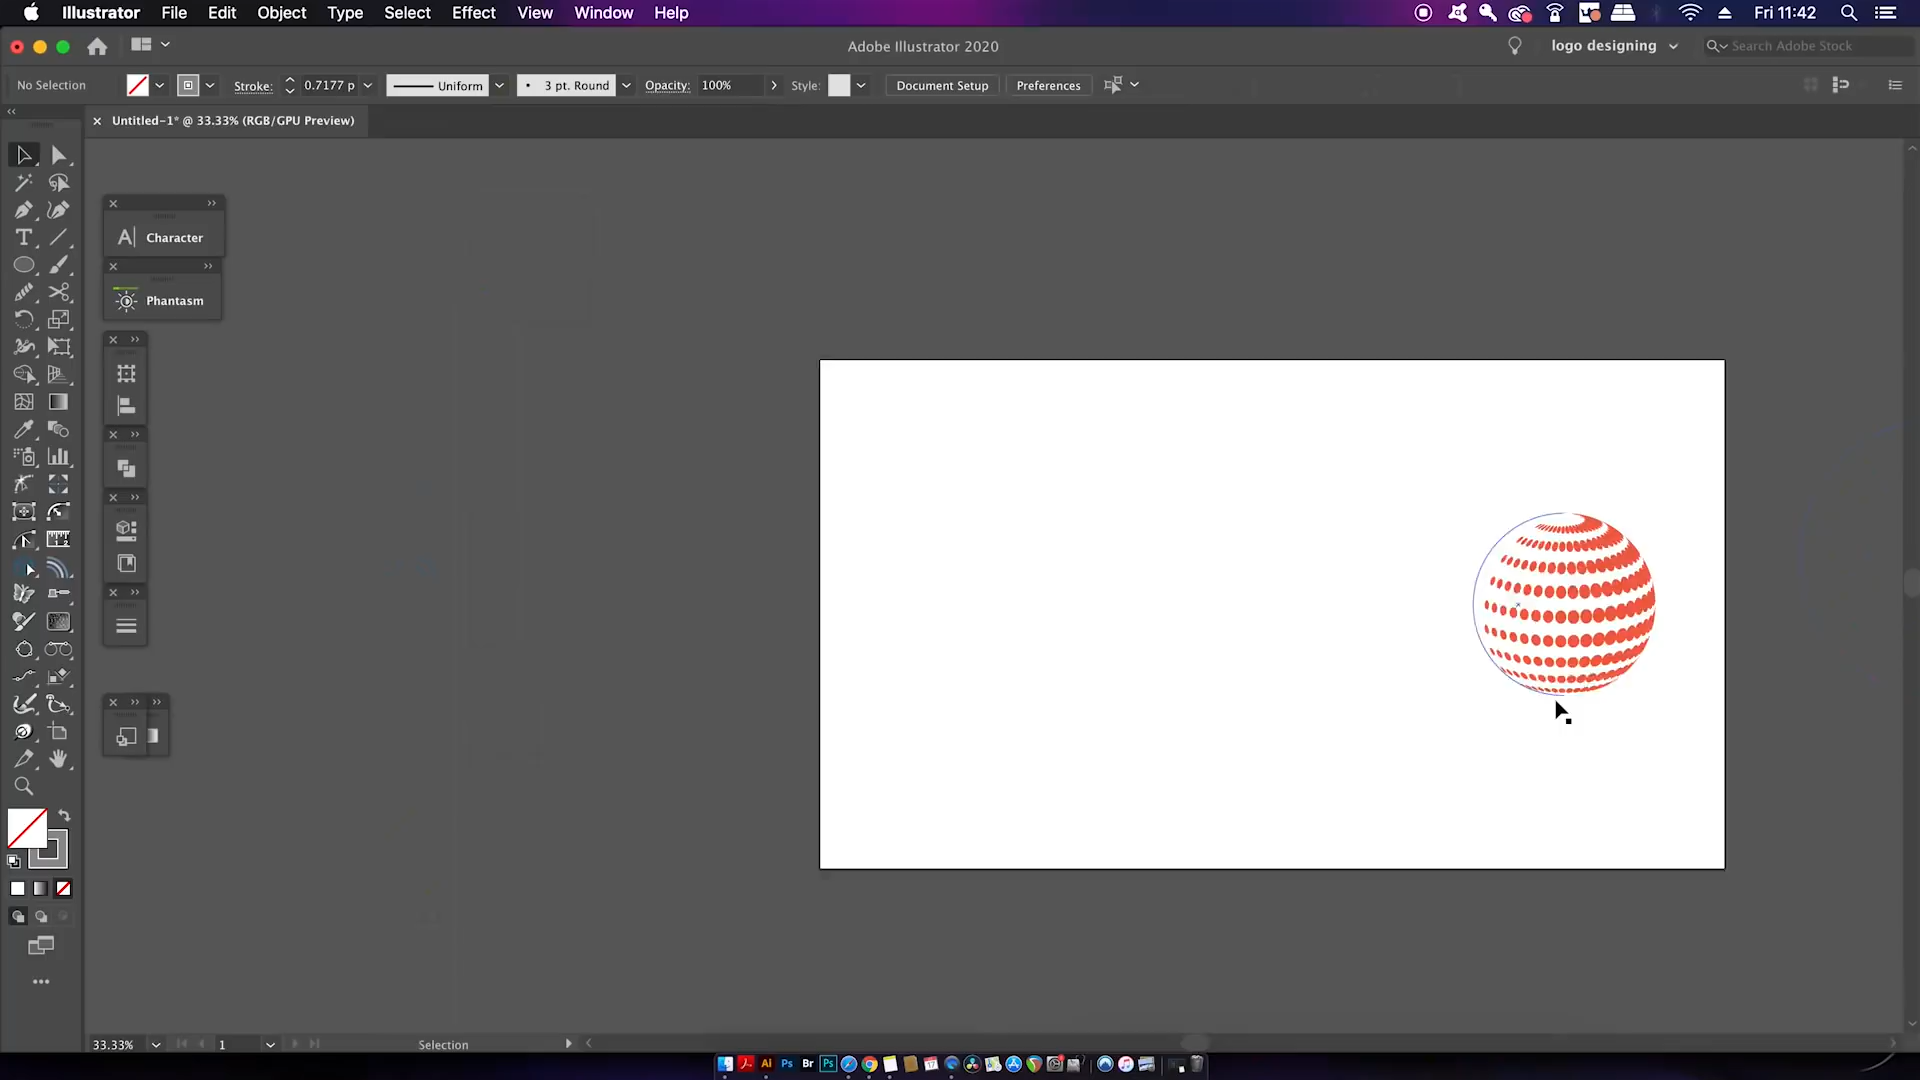 Illustrator File Edit Object Type Select Effect View Window Help
Fri 11:42
Adobe Illustrator 2020
logo designing
Search Adobe Stock
No Selection
Stroke: 0.7177 p
Uniform
3 pt. Round
Opacity: 100%
Style:
Document Setup
Preferences
Untitled-1* @ 33.33% (RGB/GPU Preview)
Character
Phantasm
33.33%
1
Selection